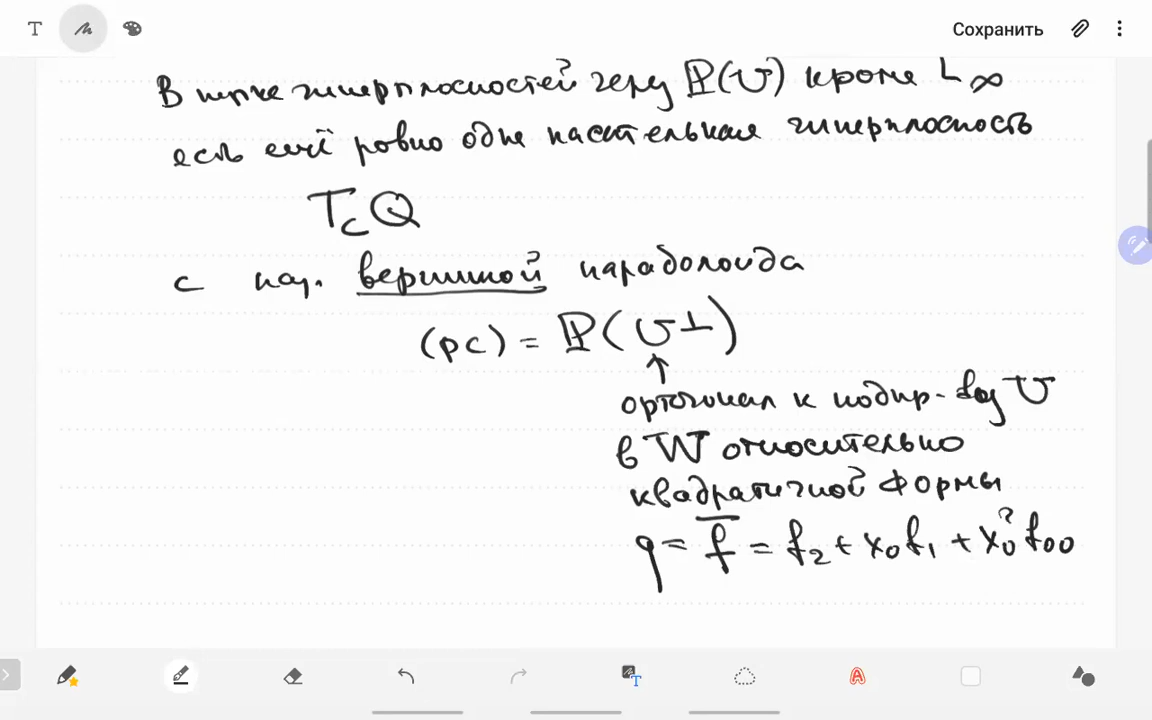 T
Сохранить
В пучке гиперплоскостей через ℙ(U) кроме L∞
есть ещё ровно одна касательная гиперплоскость
T_C Q
с наз. вершиной параболоида
(pc) = ℙ(U⊥)
↑
ортогонал к подпр-ву U
в W относительно
квадратичной формы
q = f̅ = f₂ + x₀f₁ + x₀²f₀₀
T
A